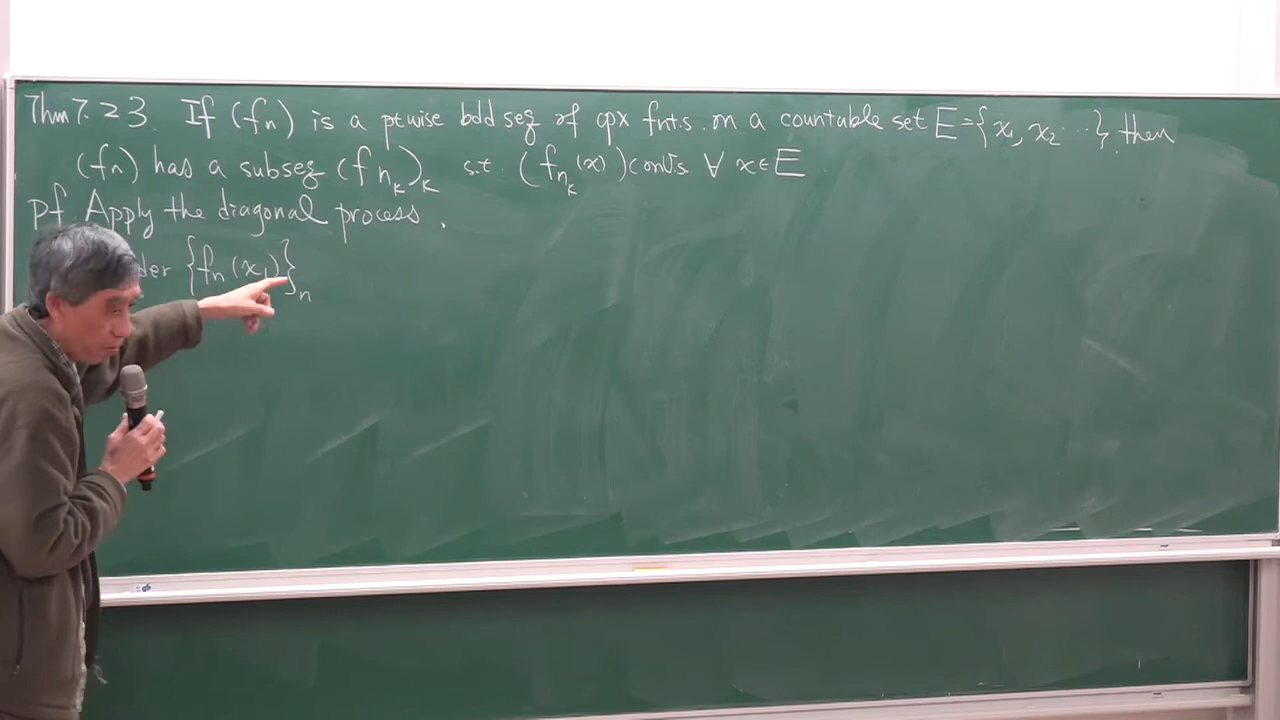 Thm 7.23. If (fn) is a ptwise bdd seq of cpx fnts. on a countable set E={x1, x2 ...}, then
(fn) has a subseq (fnk)k s.t. (fnk(x)) conv.s. ∀ x∈E
pf. Apply the diagonal process.
der {fn(x1)}n